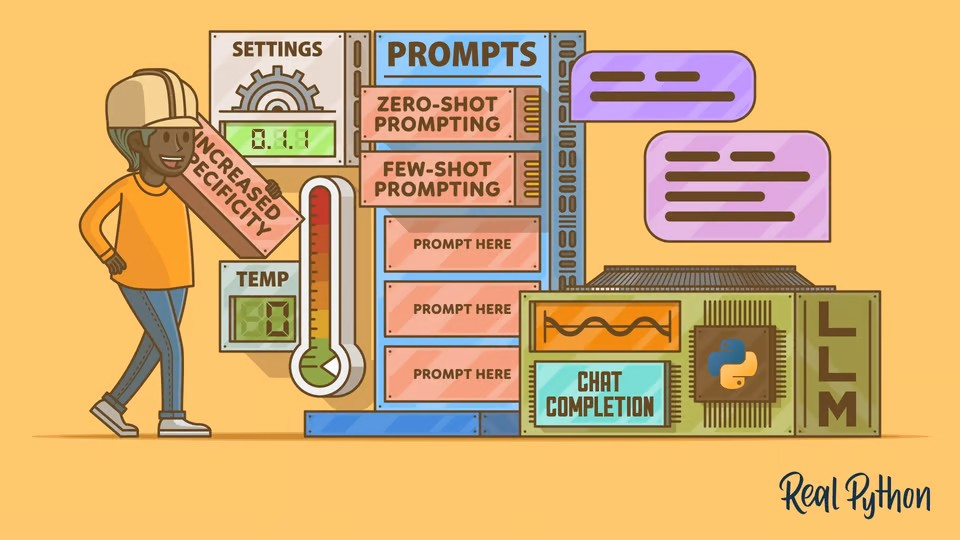 SETTINGS
0.1.1
PROMPTS
ZERO-SHOT
PROMPTING
FEW-SHOT
PROMPTING
PROMPT HERE
PROMPT HERE
PROMPT HERE
INCREASED
SPECIFICITY
TEMP
0
CHAT
COMPLETION
LLM
Real Python